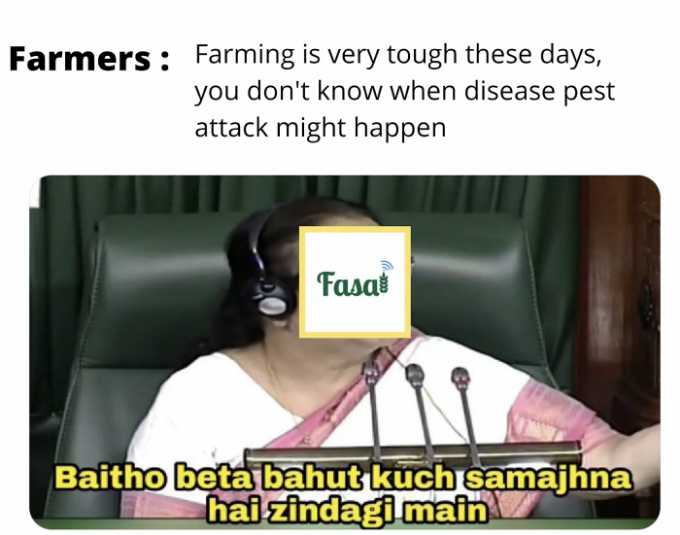 Farmers : Farming is very tough these days,
you don't know when disease pest
attack might happen
Fasal
Baitho beta bahut kuch samajhna
hai zindagi main